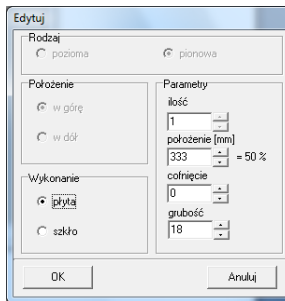 Edytuj
Rodzaj
pozioma
pionowa
Położenie
w górę
w dół
Wykonanie
płyta
szkło
Parametry
ilość
1
położenie [mm]
333 = 50 %
cofnięcie
0
grubość
18
OK
Anuluj